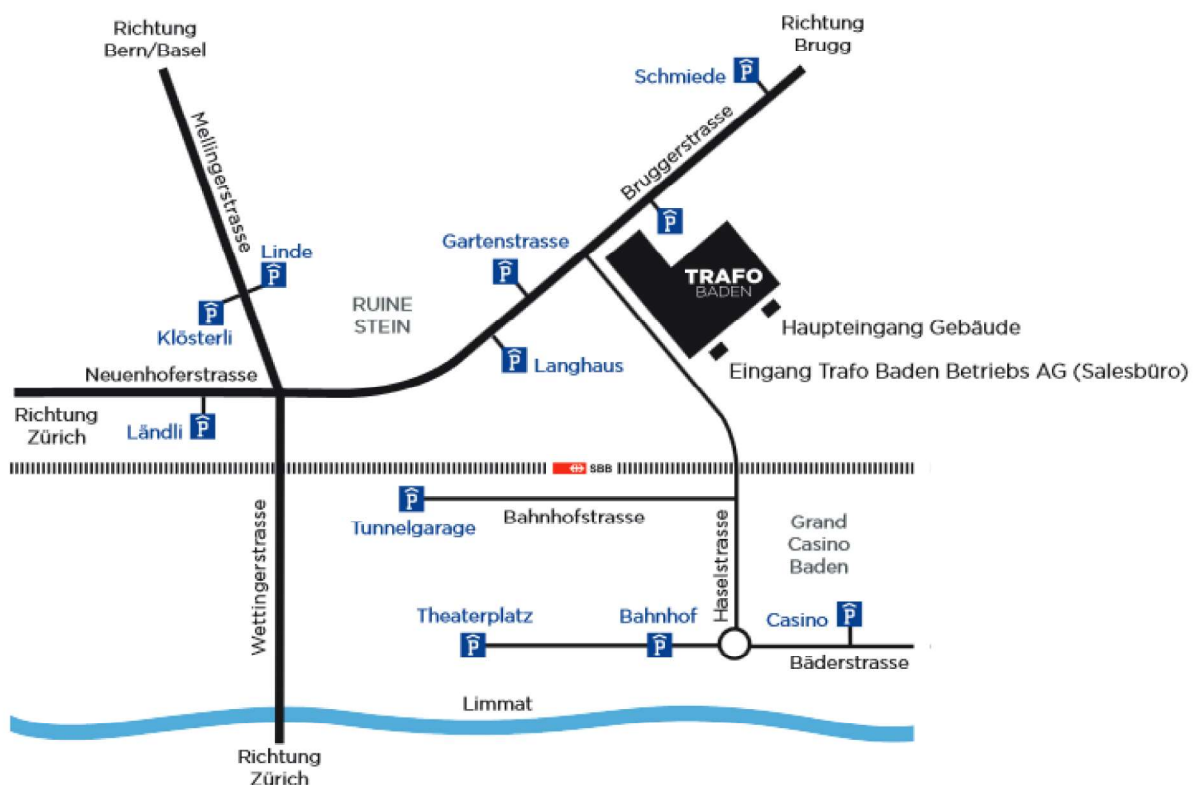 Richtung
Bern/Basel
Richtung
Brugg
Schmiede
P
Mellingerstrasse
Bruggerstrasse
P
Gartenstrasse
P
Linde
P
TRAFO
BADEN
RUINE
STEIN
P
Klösterli
Haupteingang Gebäude
P
Langhaus
Eingang Trafo Baden Betriebs AG (Salesbüro)
Neuenhoferstrasse
Richtung
Zürich
Ländli
P
SBB
P
Tunnelgarage
Bahnhofstrasse
Wettingerstrasse
Haselstrasse
Grand
Casino
Baden
Theaterplatz
P
Bahnhof
P
Casino
P
Bäderstrasse
Limmat
Richtung
Zürich